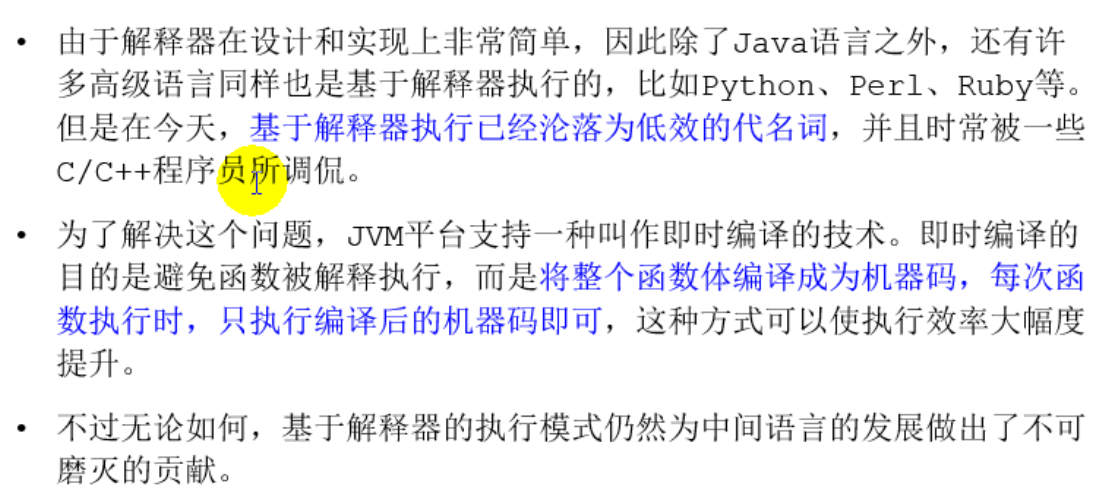 • 由于解释器在设计和实现上非常简单，因此除了Java语言之外，还有许
多高级语言同样也是基于解释器执行的，比如Python、Perl、Ruby等。
但是在今天，基于解释器执行已经沦落为低效的代名词，并且时常被一些
C/C++程序员所调侃。
• 为了解决这个问题，JVM平台支持一种叫作即时编译的技术。即时编译的
目的是避免函数被解释执行，而是将整个函数体编译成为机器码，每次函
数执行时，只执行编译后的机器码即可，这种方式可以使执行效率大幅度
提升。
• 不过无论如何，基于解释器的执行模式仍然为中间语言的发展做出了不可
磨灭的贡献。